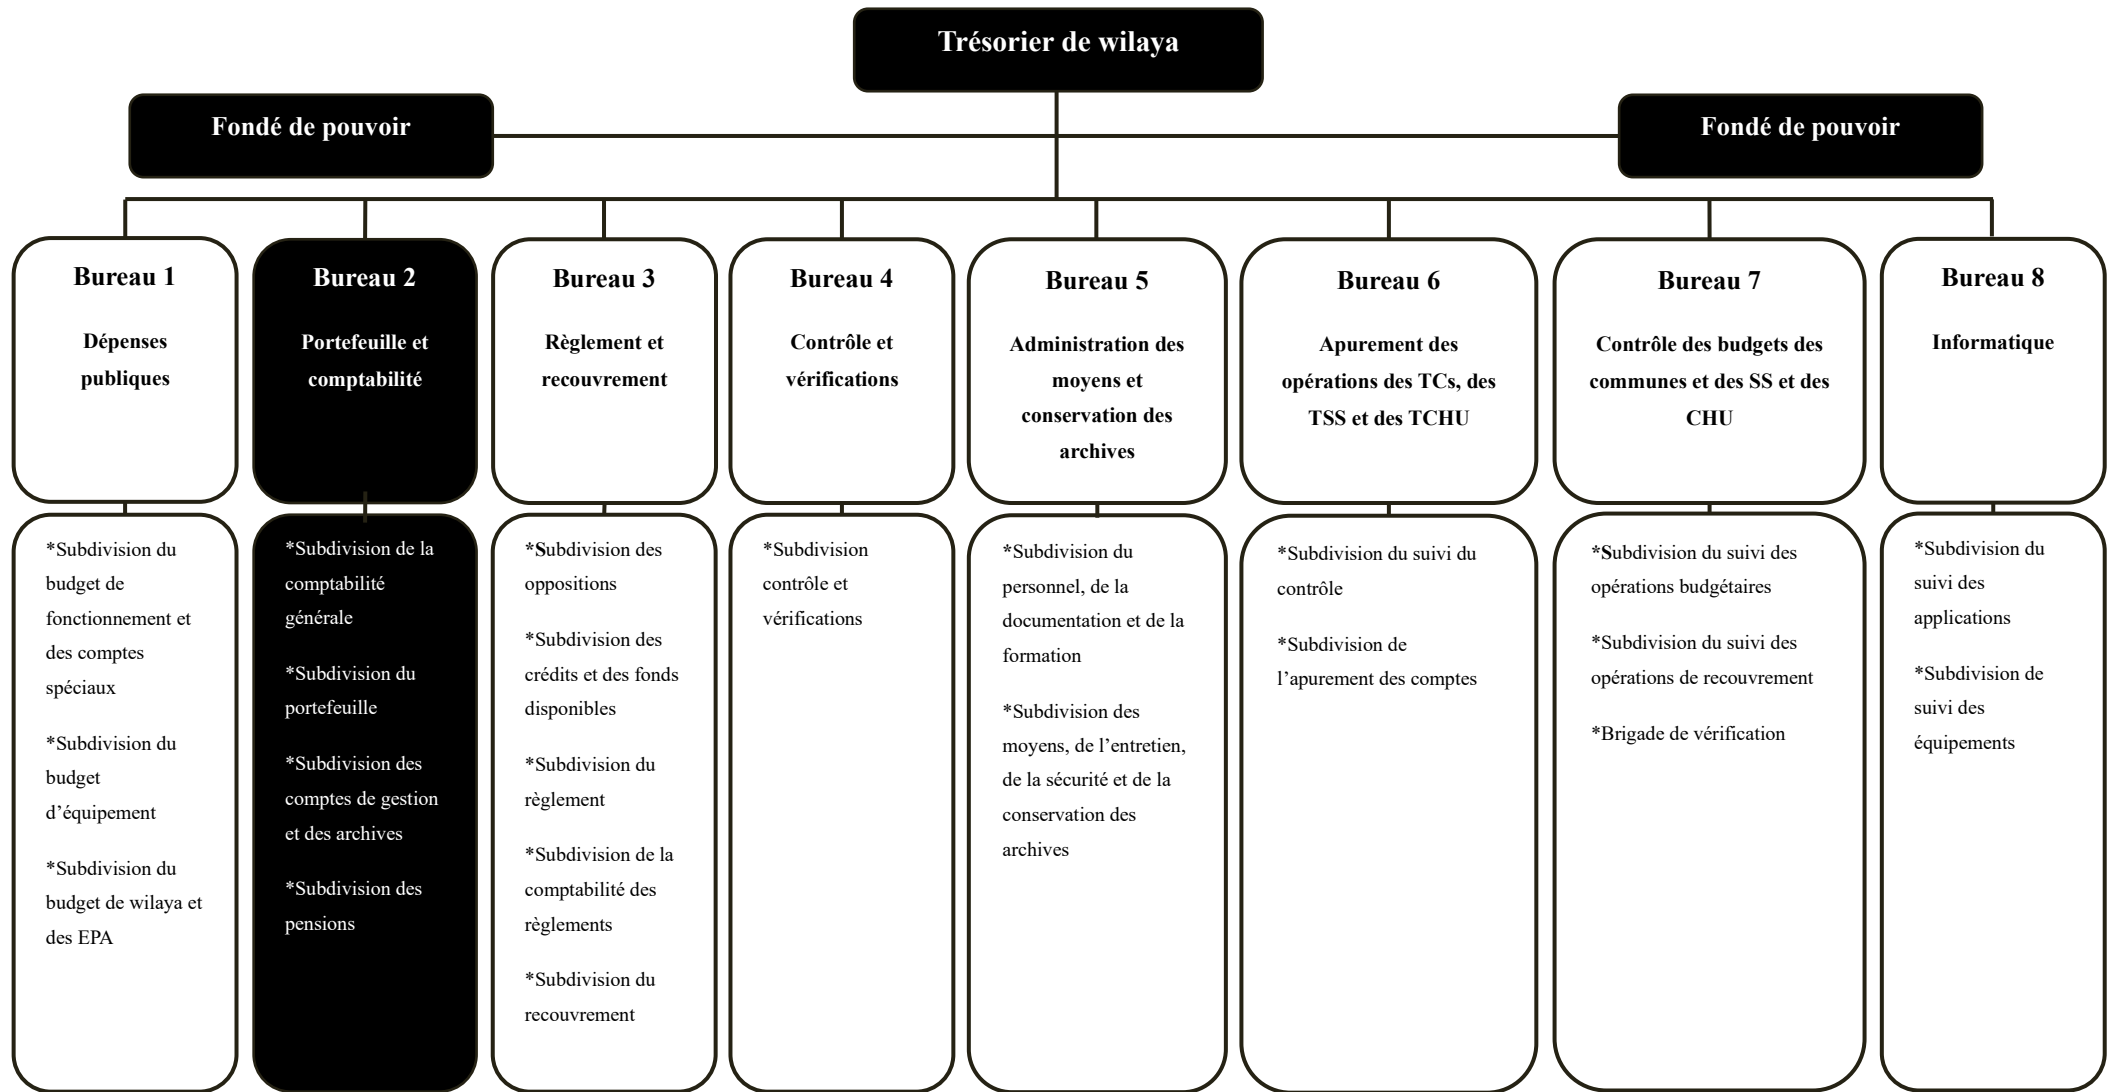 Trésorier de wilaya
Fondé de pouvoir
Fondé de pouvoir
Bureau 1
Dépenses
publiques
Bureau 2
Portefeuille et
comptabilité
Bureau 3
Règlement et
recouvrement
Bureau 4
Contrôle et
vérifications
Bureau 5
Administration des
moyens et
conservation des
archives
Bureau 6
Apurement des
opérations des TCs, des
TSS et des TCHU
Bureau 7
Contrôle des budgets des
communes et des SS et des
CHU
Bureau 8
Informatique
*Subdivision du
budget de
fonctionnement et
des comptes
spéciaux
*Subdivision du
budget
d’équipement
*Subdivision du
budget de wilaya et
des EPA
*Subdivision de la
comptabilité
générale
*Subdivision du
portefeuille
*Subdivision des
comptes de gestion
et des archives
*Subdivision des
pensions
*Subdivision des
oppositions
*Subdivision des
crédits et des fonds
disponibles
*Subdivision du
règlement
*Subdivision de la
comptabilité des
règlements
*Subdivision du
recouvrement
*Subdivision
contrôle et
vérifications
*Subdivision du
personnel, de la
documentation et de la
formation
*Subdivision des
moyens, de l’entretien,
de la sécurité et de la
conservation des
archives
*Subdivision du suivi du
contrôle
*Subdivision de
l’apurement des comptes
*Subdivision du suivi des
opérations budgétaires
*Subdivision du suivi des
opérations de recouvrement
*Brigade de vérification
*Subdivision du
suivi des
applications
*Subdivision de
suivi des
équipements